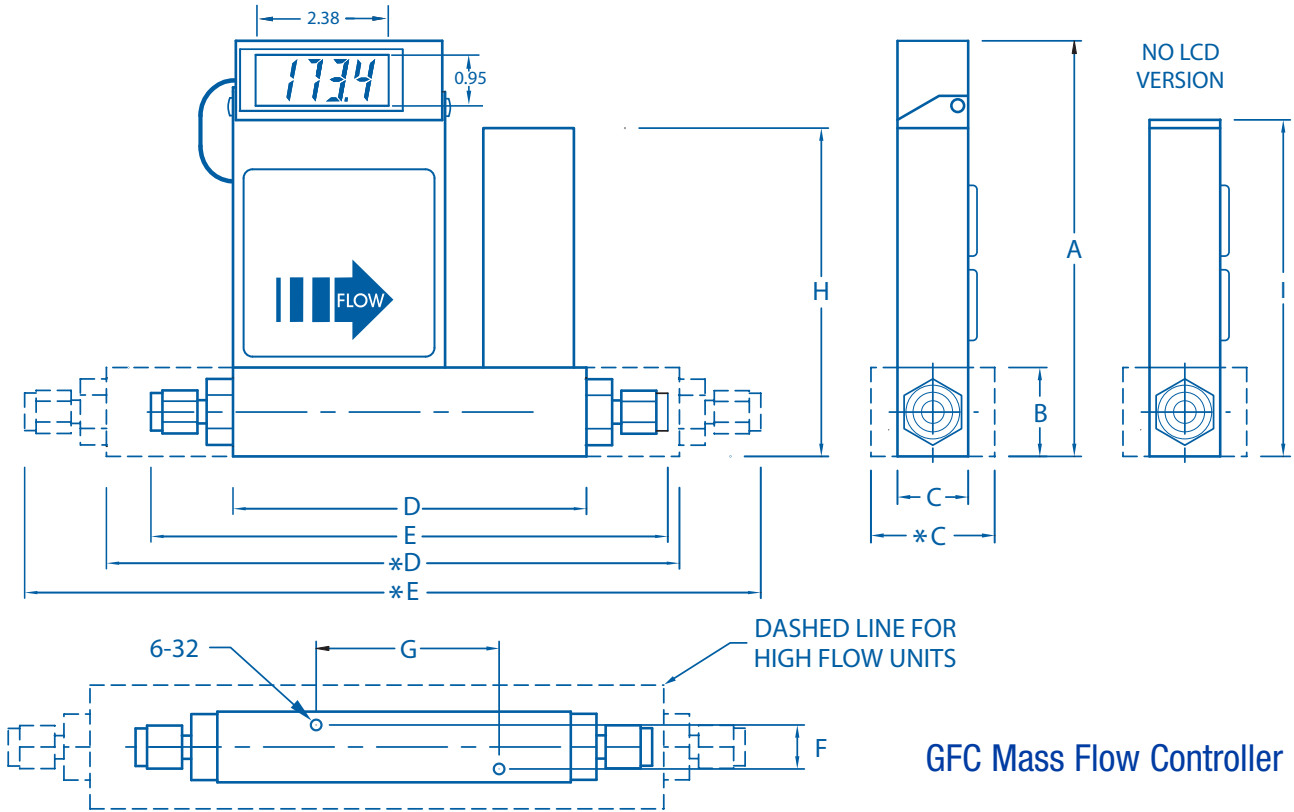 2.38
173.4
0.95
NO LCD
VERSION
FLOW
H
A
I
B
D
C
E
*C
*D
*E
6-32
G
DASHED LINE FOR
HIGH FLOW UNITS
F
GFC Mass Flow Controller